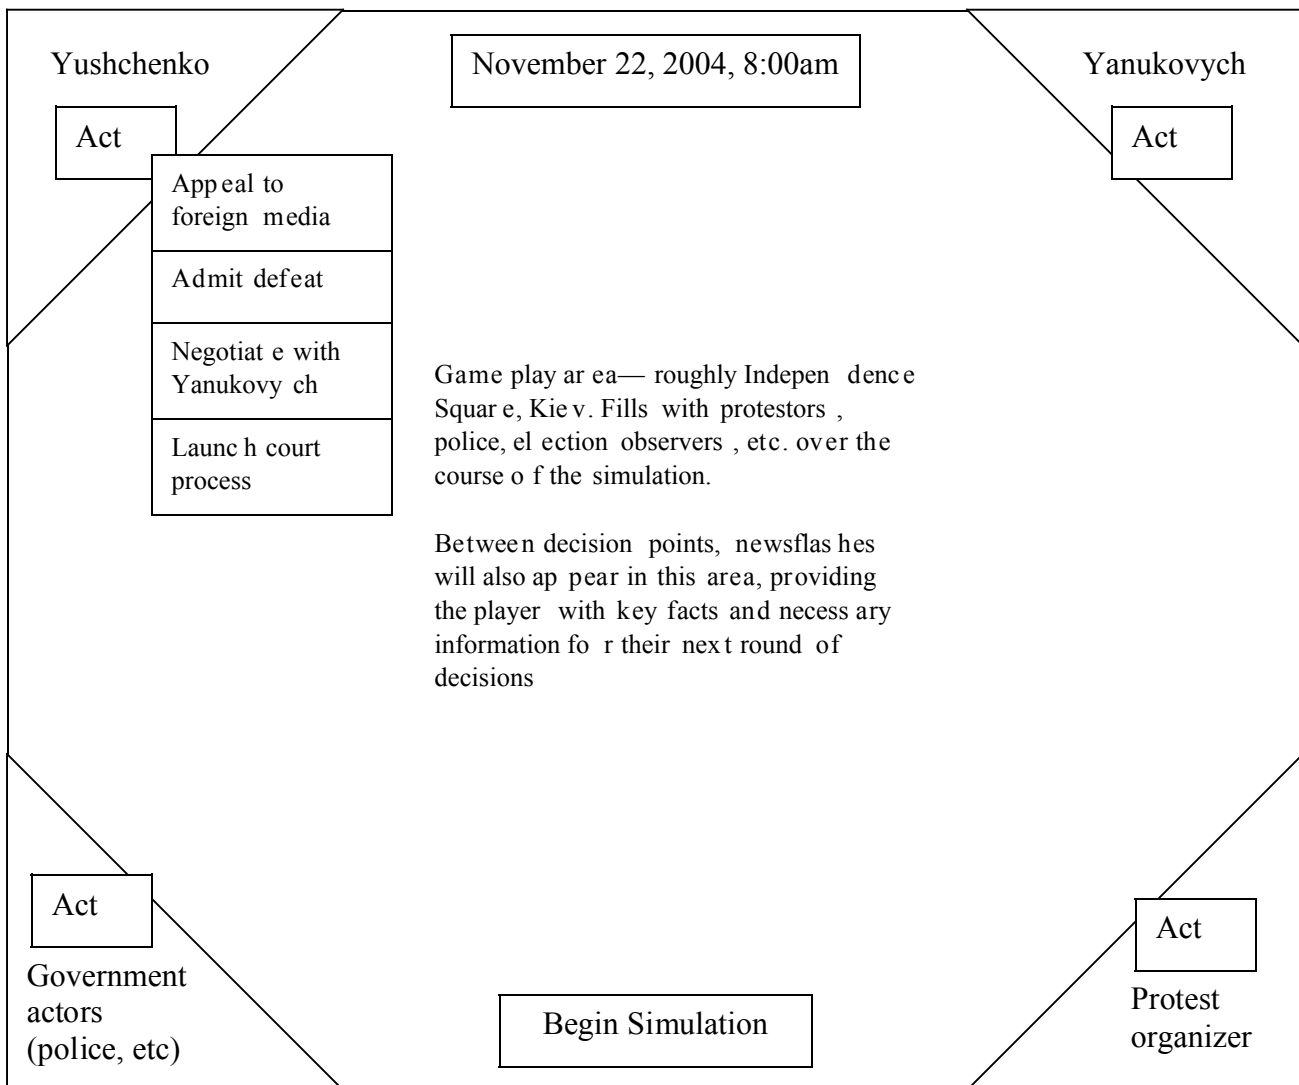 Yushchenko
November 22, 2004, 8:00am
Yanukovych
Act
Act
Appeal to
foreign media
Admit defeat
Negotiate with
Yanukovych
Launch court
process
Game play area— roughly Independence
Square, Kiev. Fills with protestors,
police, election observers, etc. over the
course of the simulation.
Between decision points, newsflashes
will also appear in this area, providing
the player with key facts and necessary
information for their next round of
decisions
Act
Government
actors
(police, etc)
Begin Simulation
Act
Protest
organizer